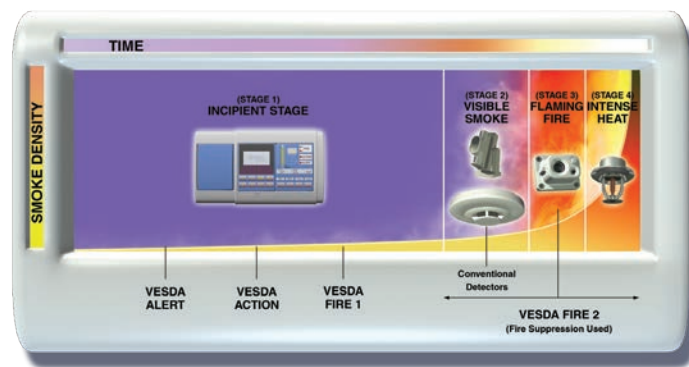 TIME
SMOKE DENSITY
(STAGE 1)
INCIPIENT STAGE
(STAGE 2)
VISIBLE
SMOKE
(STAGE 3)
FLAMING
FIRE
(STAGE 4)
INTENSE
HEAT
VESDA
ALERT
VESDA
ACTION
VESDA
FIRE 1
Conventional
Detectors
VESDA FIRE 2
(Fire Suppression Used)